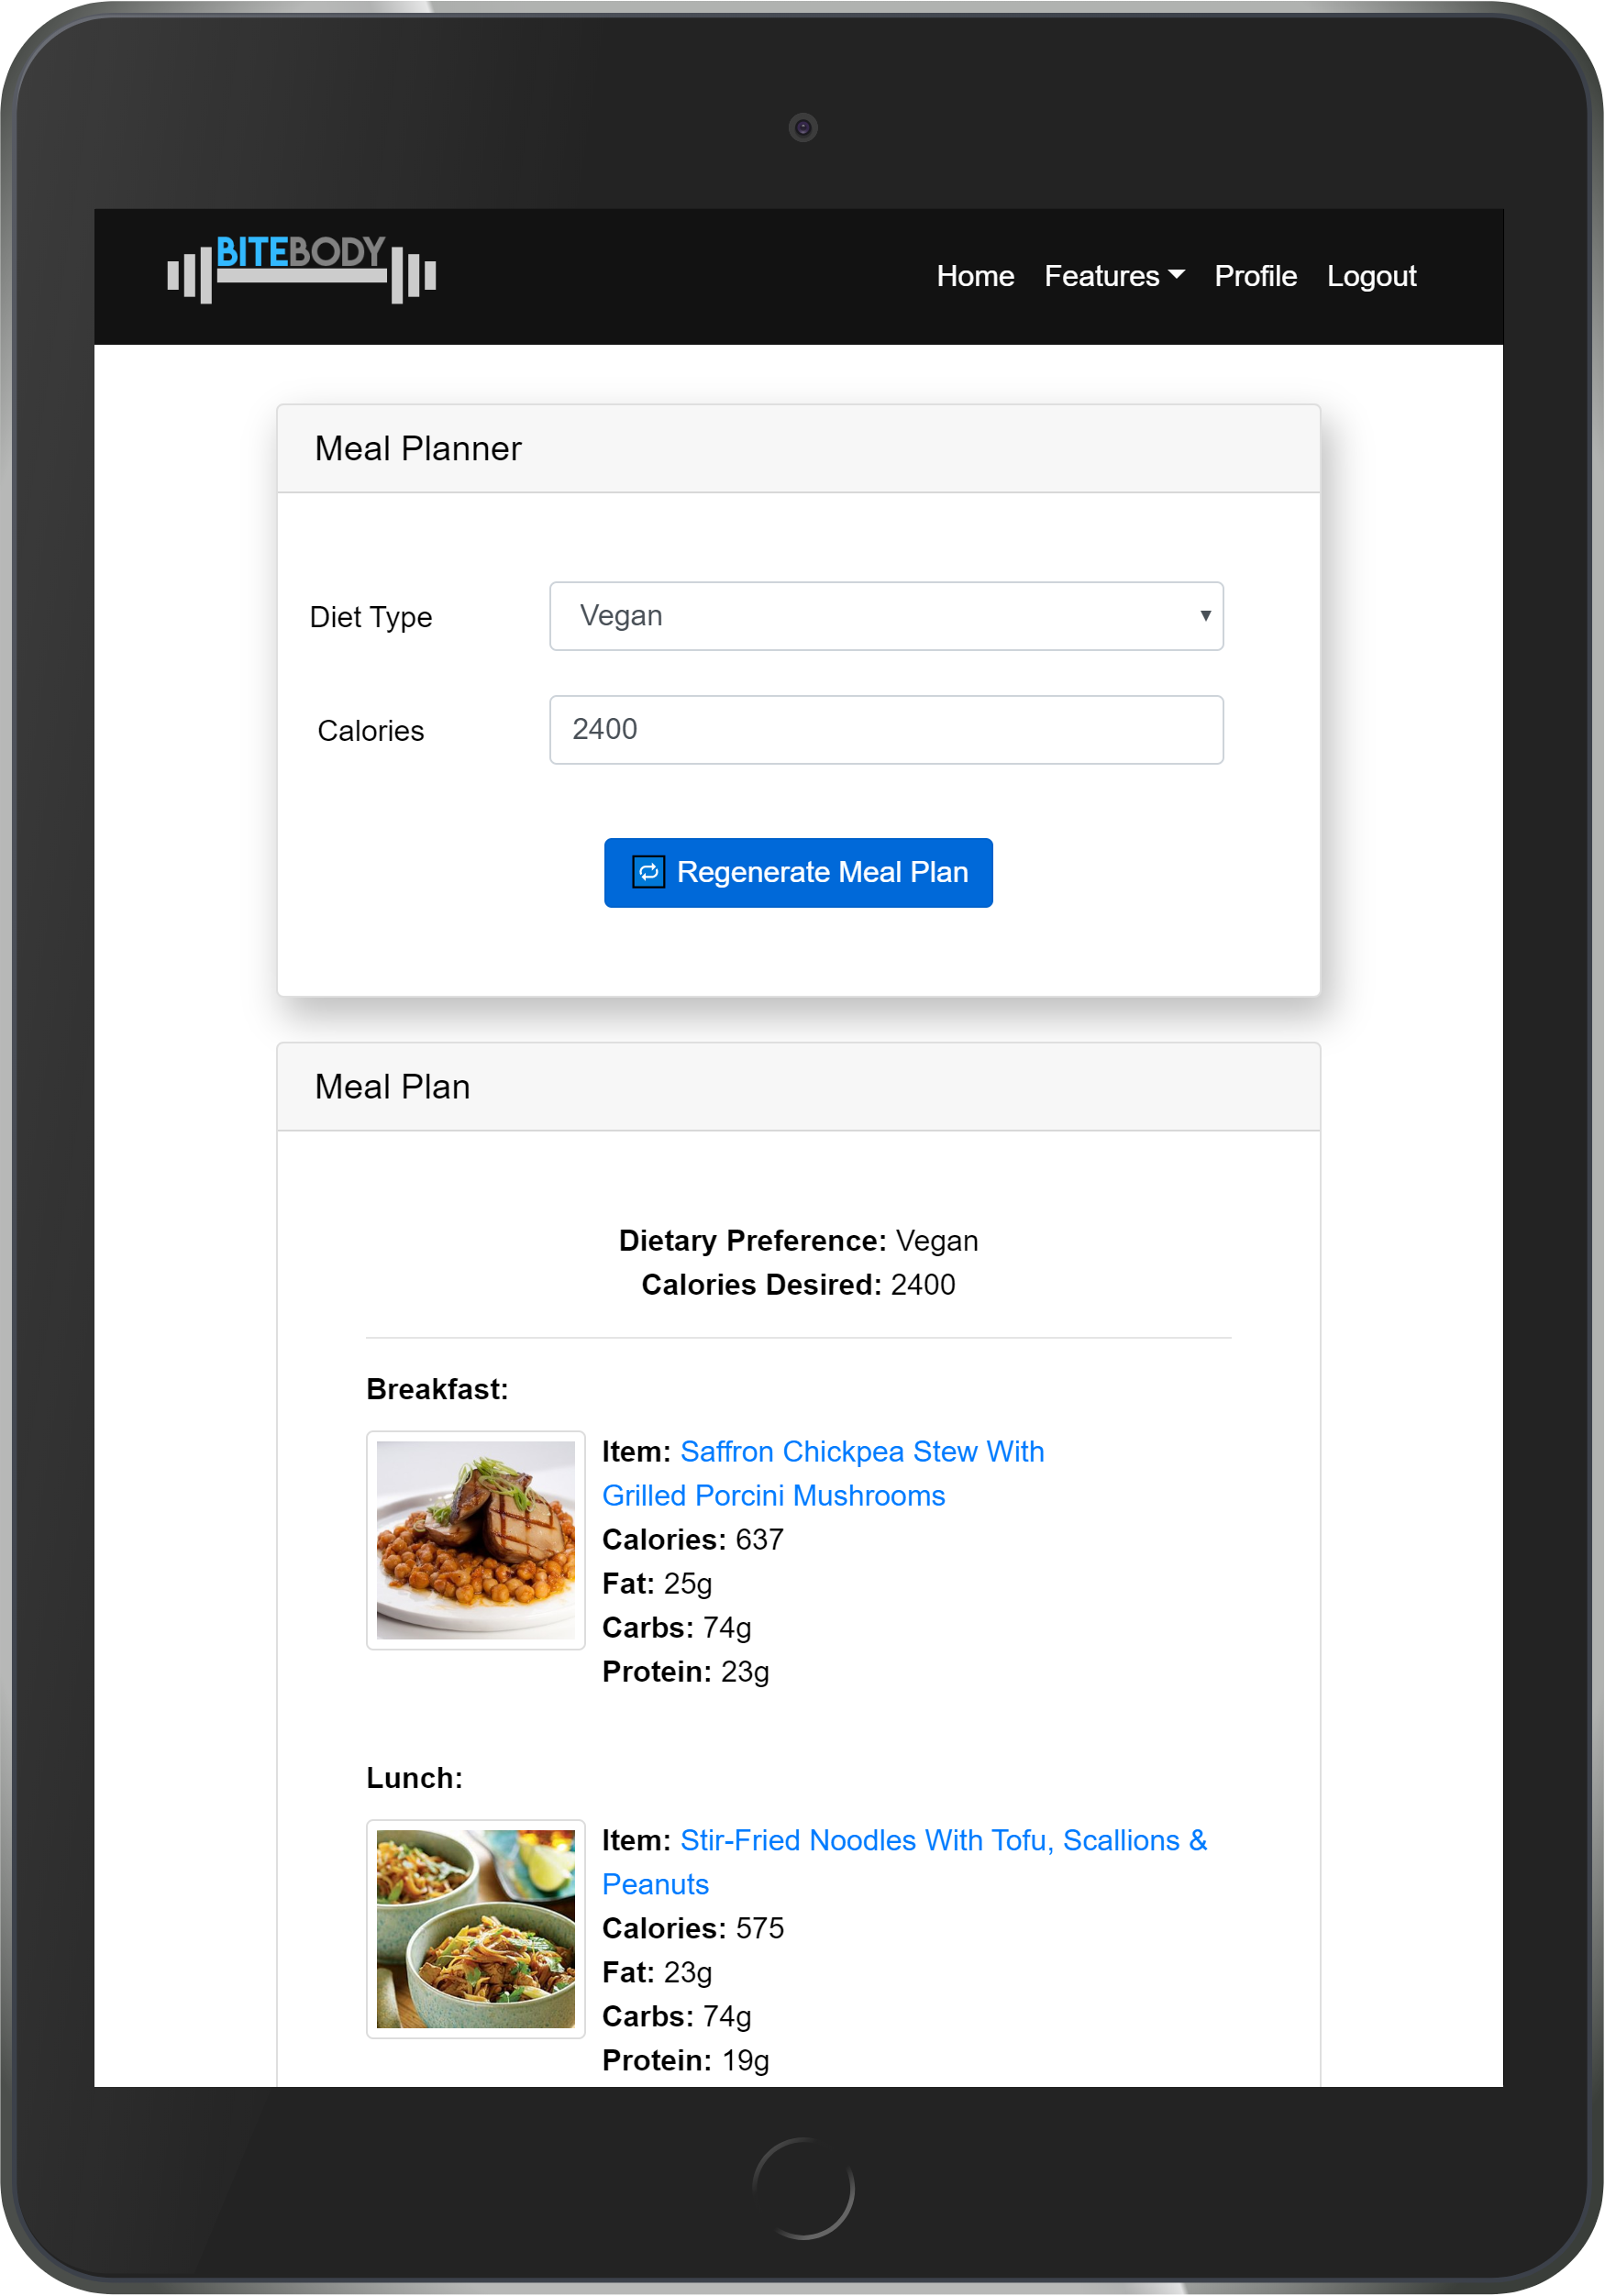 BITEBODY
Home Features Profile Logout
Meal Planner
Diet Type Vegan
Calories 2400
Regenerate Meal Plan
Meal Plan
Dietary Preference: Vegan
Calories Desired: 2400
Breakfast:
Item: Saffron Chickpea Stew With
Grilled Porcini Mushrooms
Calories: 637
Fat: 25g
Carbs: 74g
Protein: 23g
Lunch:
Item: Stir-Fried Noodles With Tofu, Scallions &
Peanuts
Calories: 575
Fat: 23g
Carbs: 74g
Protein: 19g